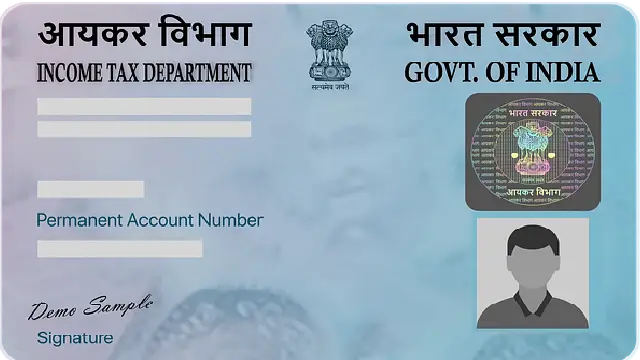 आयकर विभाग
INCOME TAX DEPARTMENT
सत्यमेव जयते
भारत सरकार
GOVT. OF INDIA
भारत सरकार
आयकर विभाग
Permanent Account Number
Demo Sample
Signature